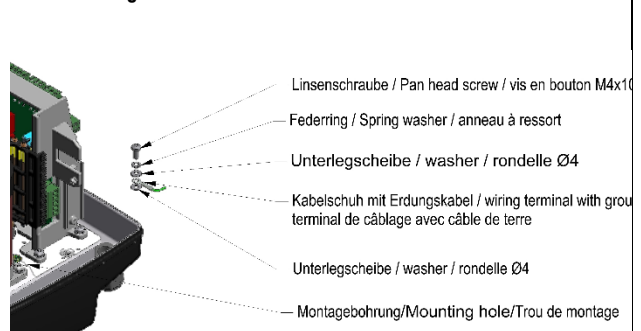 Linsenschraube / Pan head screw / vis en bouton M4x10
Federring / Spring washer / anneau à ressort
Unterlegscheibe / washer / rondelle Ø4
Kabelschuh mit Erdungskabel / wiring terminal with
terminal de câblage avec câble de terre
Unterlegscheibe / washer / rondelle Ø4
Montagebohrung/Mounting hole/Trou de montage